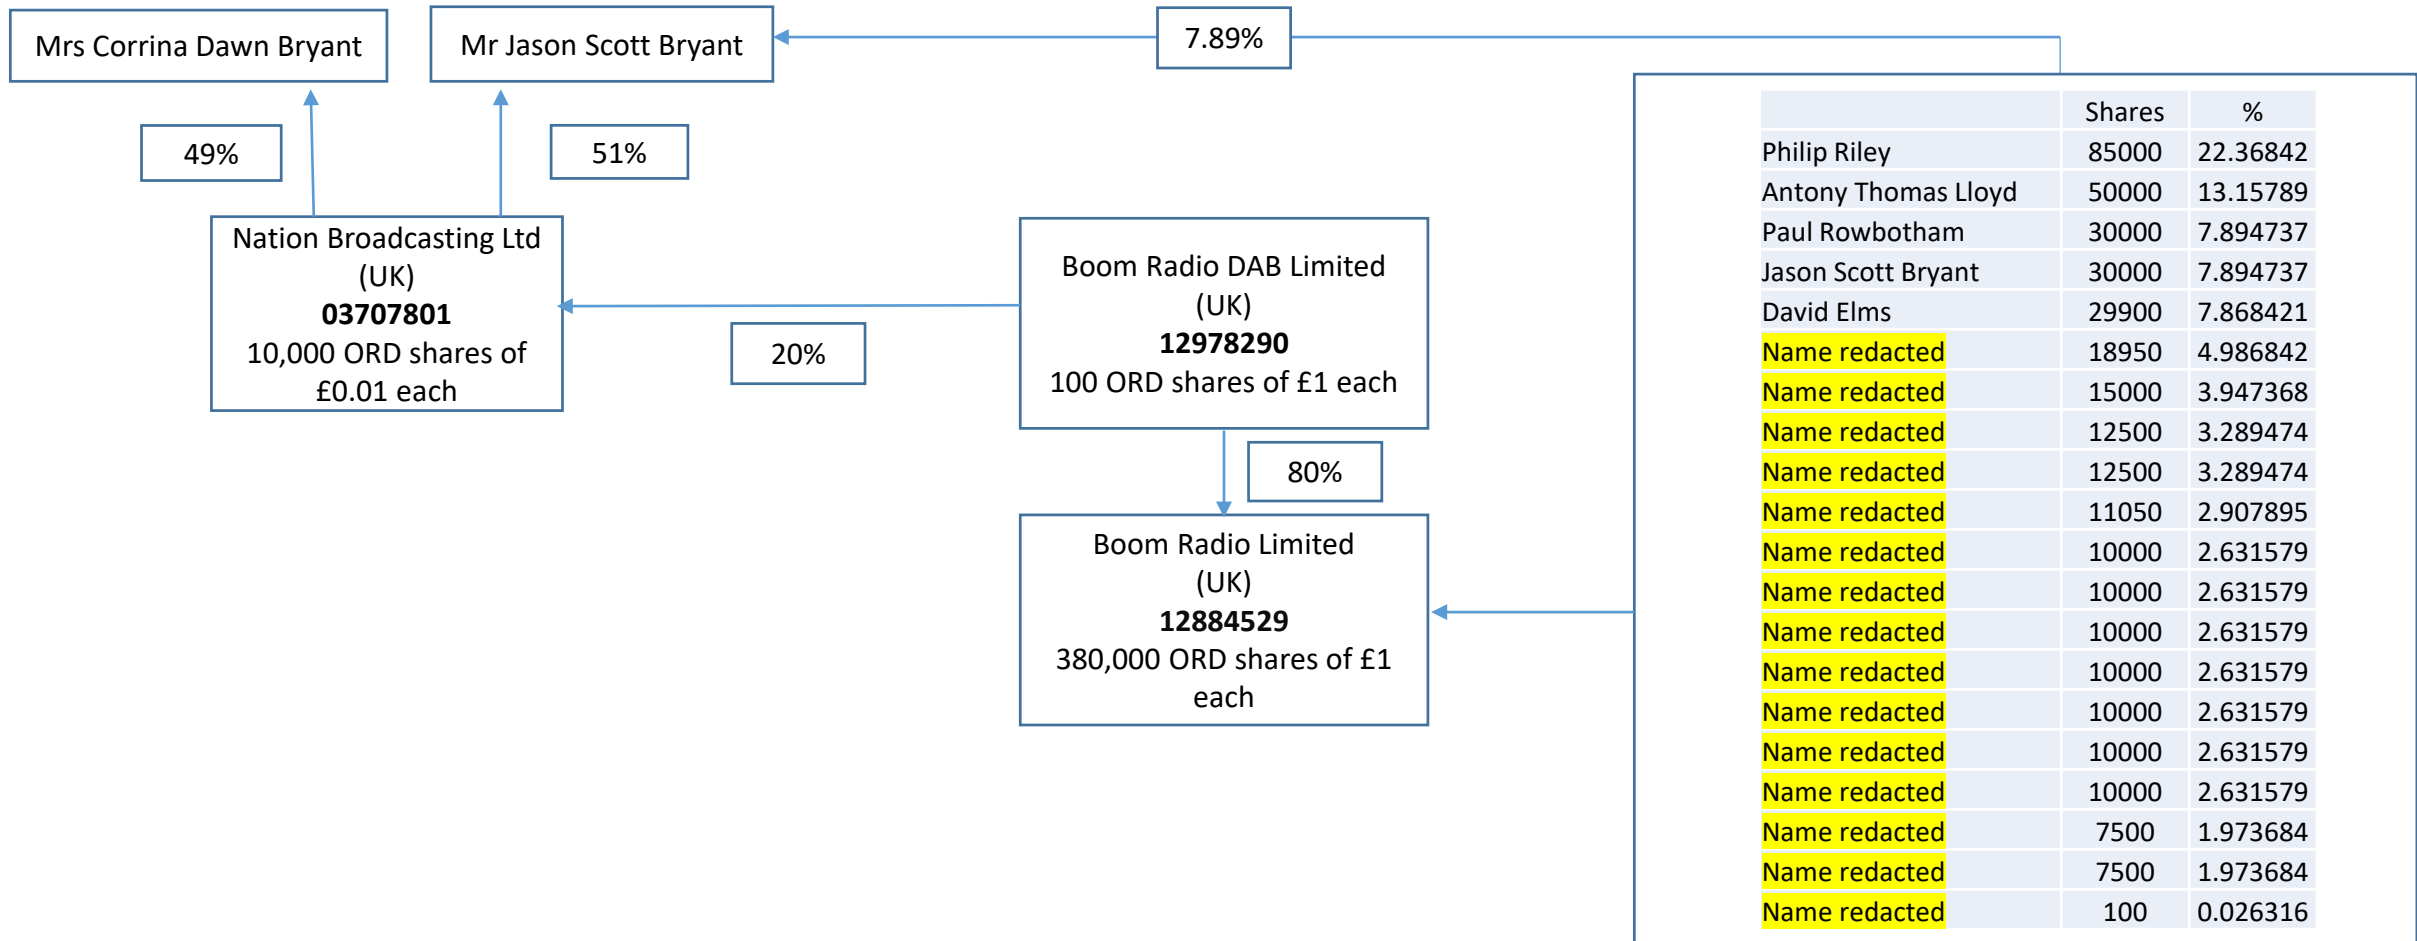 Mrs Corrina Dawn Bryant
Mr Jason Scott Bryant
7.89%
49%
51%
Nation Broadcasting Ltd
(UK)
03707801
10,000 ORD shares of
£0.01 each
20%
Boom Radio DAB Limited
(UK)
12978290
100 ORD shares of £1 each
80%
Boom Radio Limited
(UK)
12884529
380,000 ORD shares of £1
each
Shares %
Philip Riley 85000 22.36842
Antony Thomas Lloyd 50000 13.15789
Paul Rowbotham 30000 7.894737
Jason Scott Bryant 30000 7.894737
David Elms 29900 7.868421
Name redacted 18950 4.986842
Name redacted 15000 3.947368
Name redacted 12500 3.289474
Name redacted 12500 3.289474
Name redacted 11050 2.907895
Name redacted 10000 2.631579
Name redacted 10000 2.631579
Name redacted 10000 2.631579
Name redacted 10000 2.631579
Name redacted 10000 2.631579
Name redacted 10000 2.631579
Name redacted 10000 2.631579
Name redacted 7500 1.973684
Name redacted 7500 1.973684
Name redacted 100 0.026316